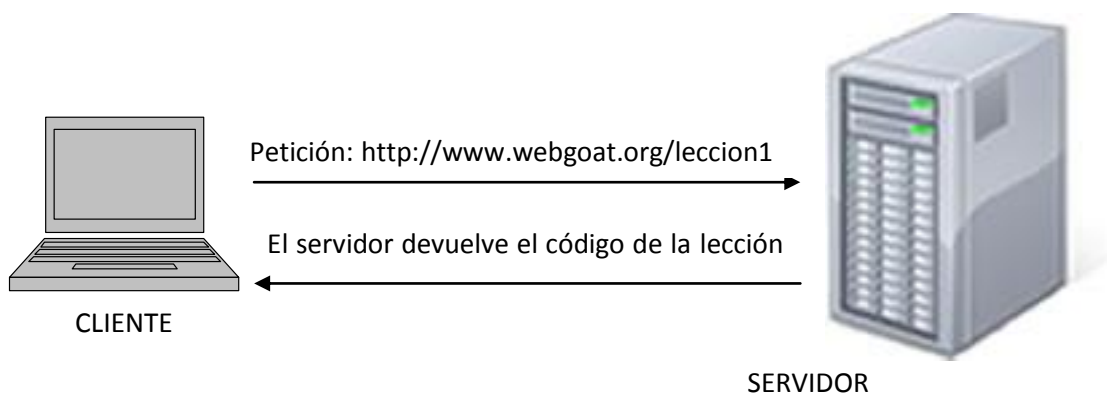 Petición: http://www.webgoat.org/leccion1
El servidor devuelve el código de la lección
CLIENTE
SERVIDOR